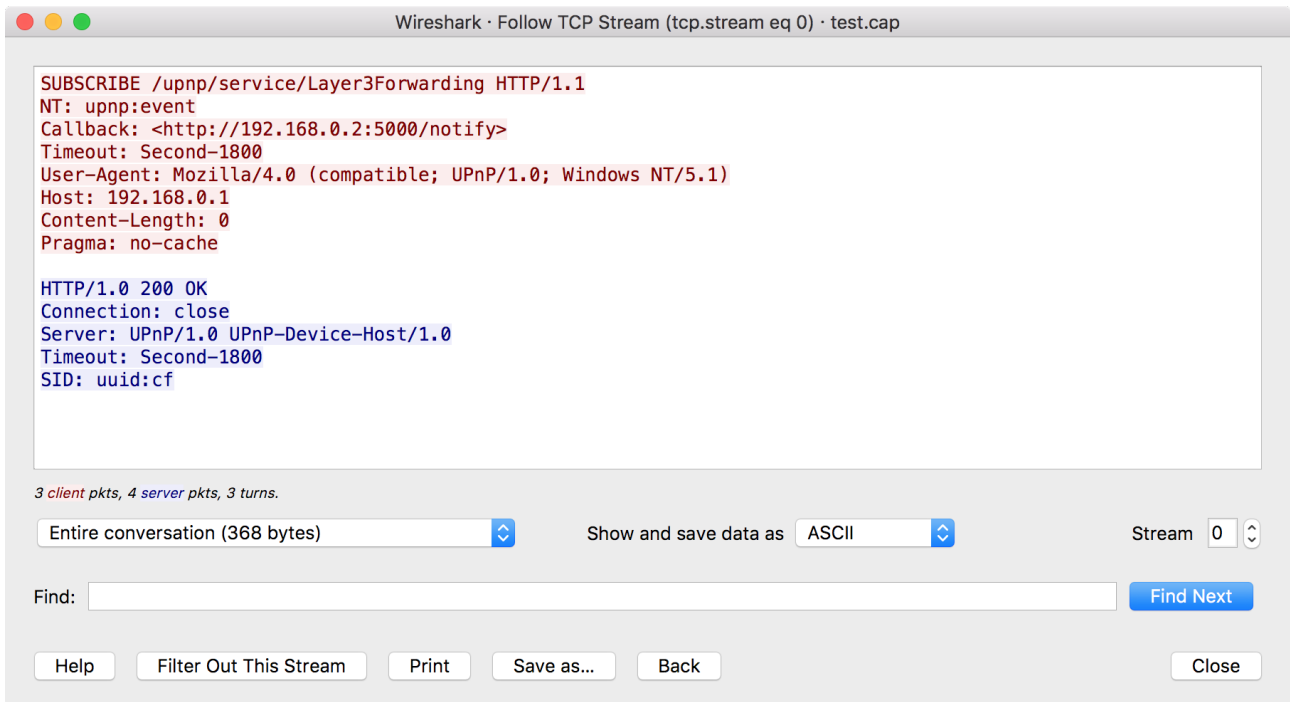 Wireshark · Follow TCP Stream (tcp.stream eq 0) · test.cap
SUBSCRIBE /upnp/service/Layer3Forwarding HTTP/1.1
NT: upnp:event
Callback: <http://192.168.0.2:5000/notify>
Timeout: Second-1800
User-Agent: Mozilla/4.0 (compatible; UPnP/1.0; Windows NT/5.1)
Host: 192.168.0.1
Content-Length: 0
Pragma: no-cache
HTTP/1.0 200 OK
Connection: close
Server: UPnP/1.0 UPnP-Device-Host/1.0
Timeout: Second-1800
SID: uuid:cf
3 client pkts, 4 server pkts, 3 turns.
Entire conversation (368 bytes) Show and save data as ASCII Stream 0
Find: Find Next
Help Filter Out This Stream Print Save as... Back Close